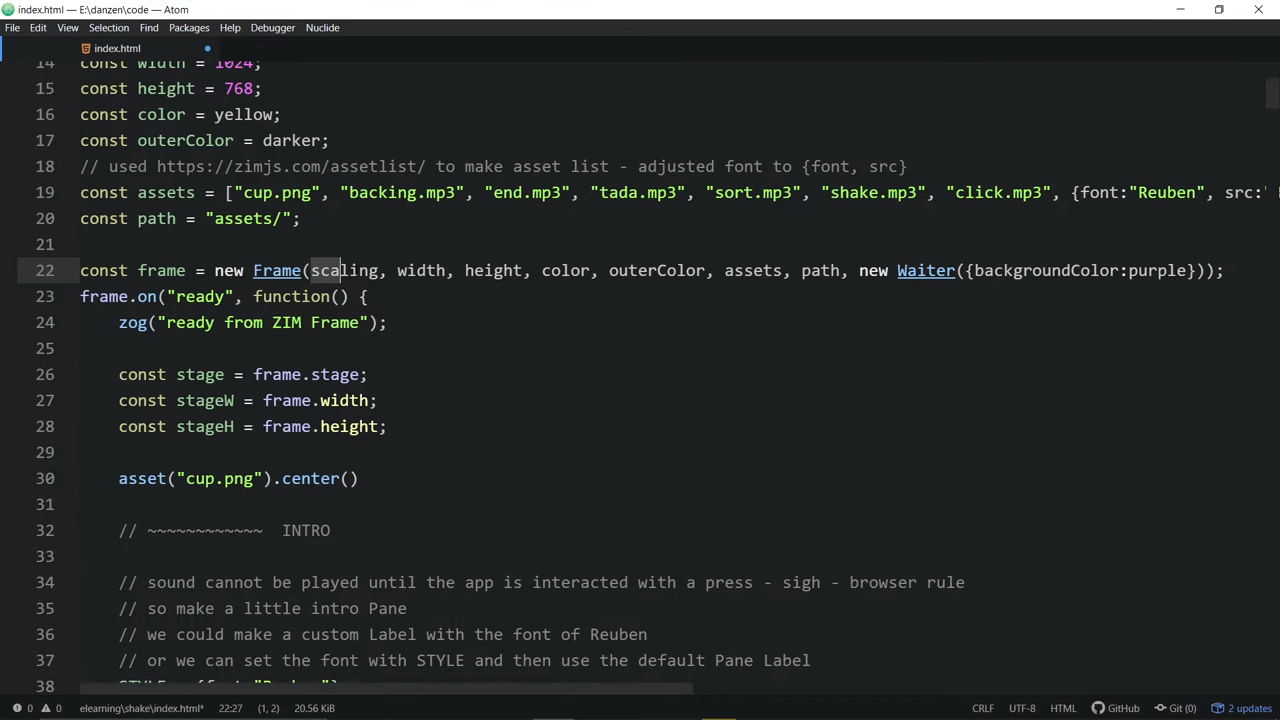 index.html — E:\danzen\code — Atom
File Edit View Selection Find Packages Help Debugger Nuclide
index.html
14 const width = 1024;
15 const height = 768;
16 const color = yellow;
17 const outerColor = darker;
18 // used https://zimjs.com/assetlist/ to make asset list - adjusted font to {font, src}
19 const assets = ["cup.png", "backing.mp3", "end.mp3", "tada.mp3", "sort.mp3", "shake.mp3", "click.mp3", {font:"Reuben", src:"
20 const path = "assets/";
21
22 const frame = new Frame(scaling, width, height, color, outerColor, assets, path, new Waiter({backgroundColor:purple}));
23 frame.on("ready", function() {
24 zog("ready from ZIM Frame");
25
26 const stage = frame.stage;
27 const stageW = frame.width;
28 const stageH = frame.height;
29
30 asset("cup.png").center()
31
32 // ~~~~~~~~~~~~ INTRO
33
34 // sound cannot be played until the app is interacted with a press - sigh - browser rule
35 // so make a little intro Pane
36 // we could make a custom Label with the font of Reuben
37 // or we can set the font with STYLE and then use the default Pane Label
38
0 0 elearning\shake\index.html* 22:27 (1, 2) 20.56 KiB CRLF UTF-8 HTML GitHub Git (0) 2 updates